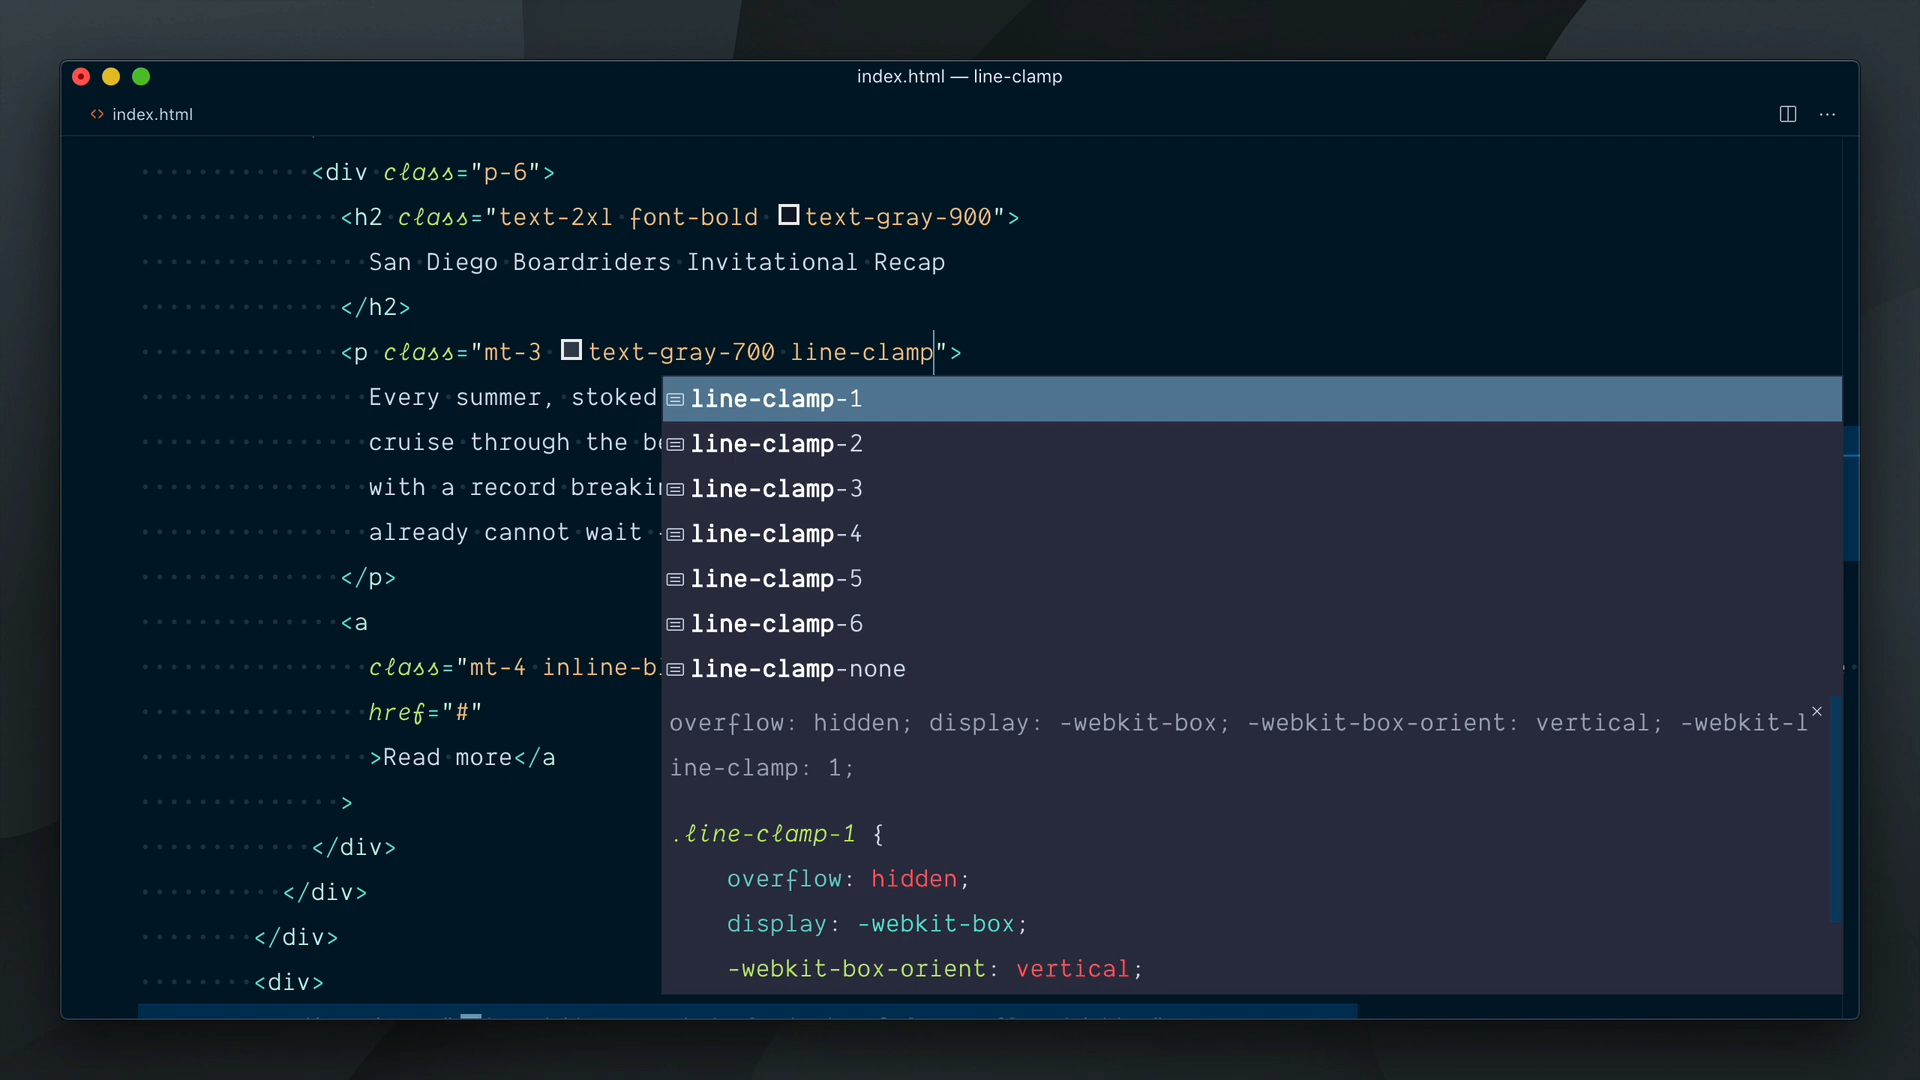 index.html — line-clamp
<> index.html
<div class="p-6">
<h2 class="text-2xl font-bold text-gray-900">
San Diego Boardriders Invitational Recap
</h2>
<p class="mt-3 text-gray-700 line-clamp">
Every summer, stoked
line-clamp-1
cruise through the
line-clamp-2
with a record
line-clamp-3
already cannot wait
line-clamp-4
</p>
line-clamp-5
<a
line-clamp-6
class="mt-4
line-clamp-none
href="#"
overflow: hidden; display: -webkit-box; -webkit-box-orient: vertical; -webkit-l
>Read more</a
ine-clamp: 1;
>
.line-clamp-1 {
</div>
overflow: hidden;
</div>
display: -webkit-box;
</div>
-webkit-box-orient: vertical;
<div>